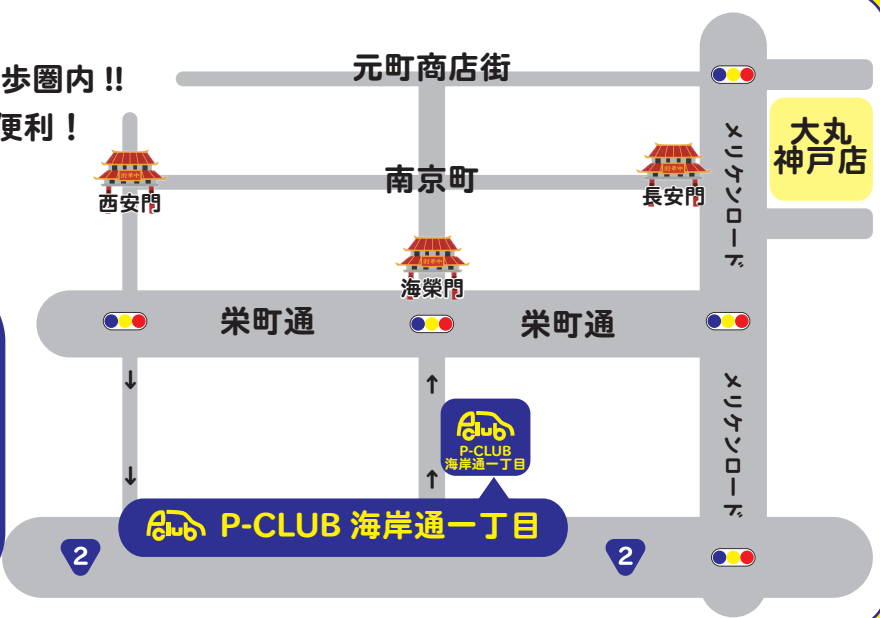 歩圏内!!
便利!
元町商店街
大丸
神戸店
メリケンロード
南京町
西安門
長安門
海榮門
栄町通
栄町通
メリケンロード
↓
↑
Club
P-CLUB
海岸通一丁目
↓
↑
Club P-CLUB 海岸通一丁目
2
2